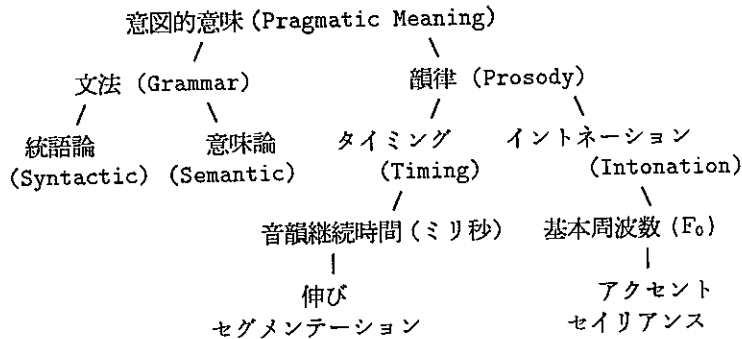 意図的意味(Pragmatic Meaning)
文法 (Grammar) 韻律 (Prosody)
統語論 意味論 タイミング イントネーション
(Syntactic) (Semantic) (Timing) (Intonation)
音韻継続時間(ミリ秒) 基本周波数(F₀)
伸び アクセント
セグメンテーション セイリアンス